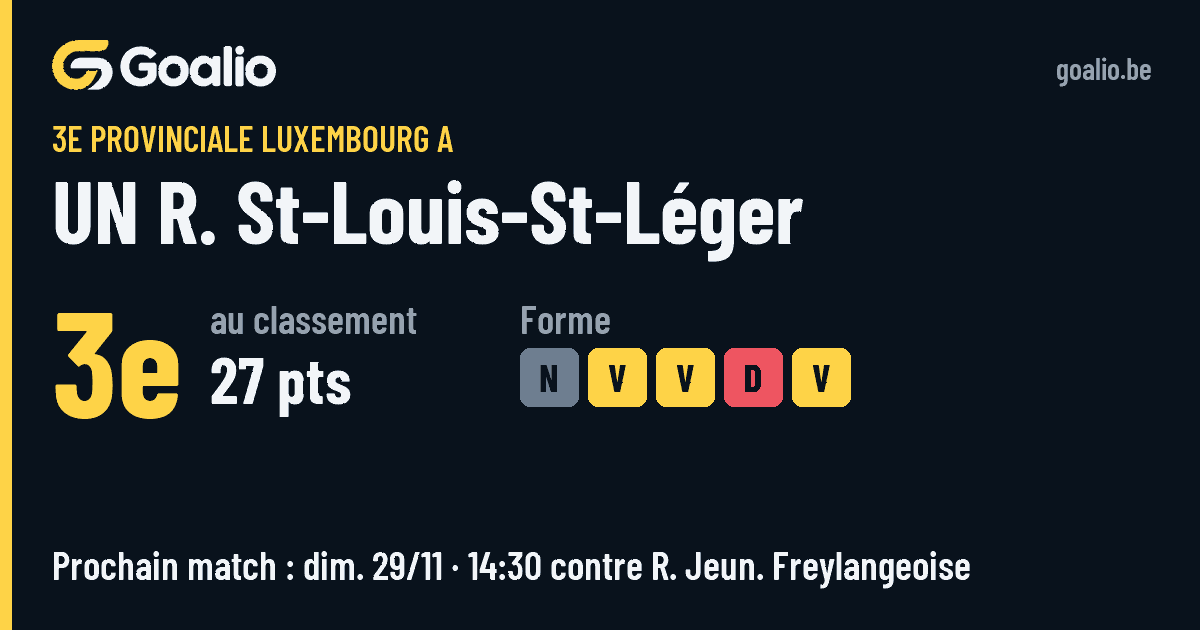 Goalio
goalio.be
3E PROVINCIALE LUXEMBOURG A
UN R. St-Louis-St-Léger
3e
au classement
27 pts
Forme
N V V D V
Prochain match : dim. 29/11 · 14:30 contre R. Jeun. Freylangeoise